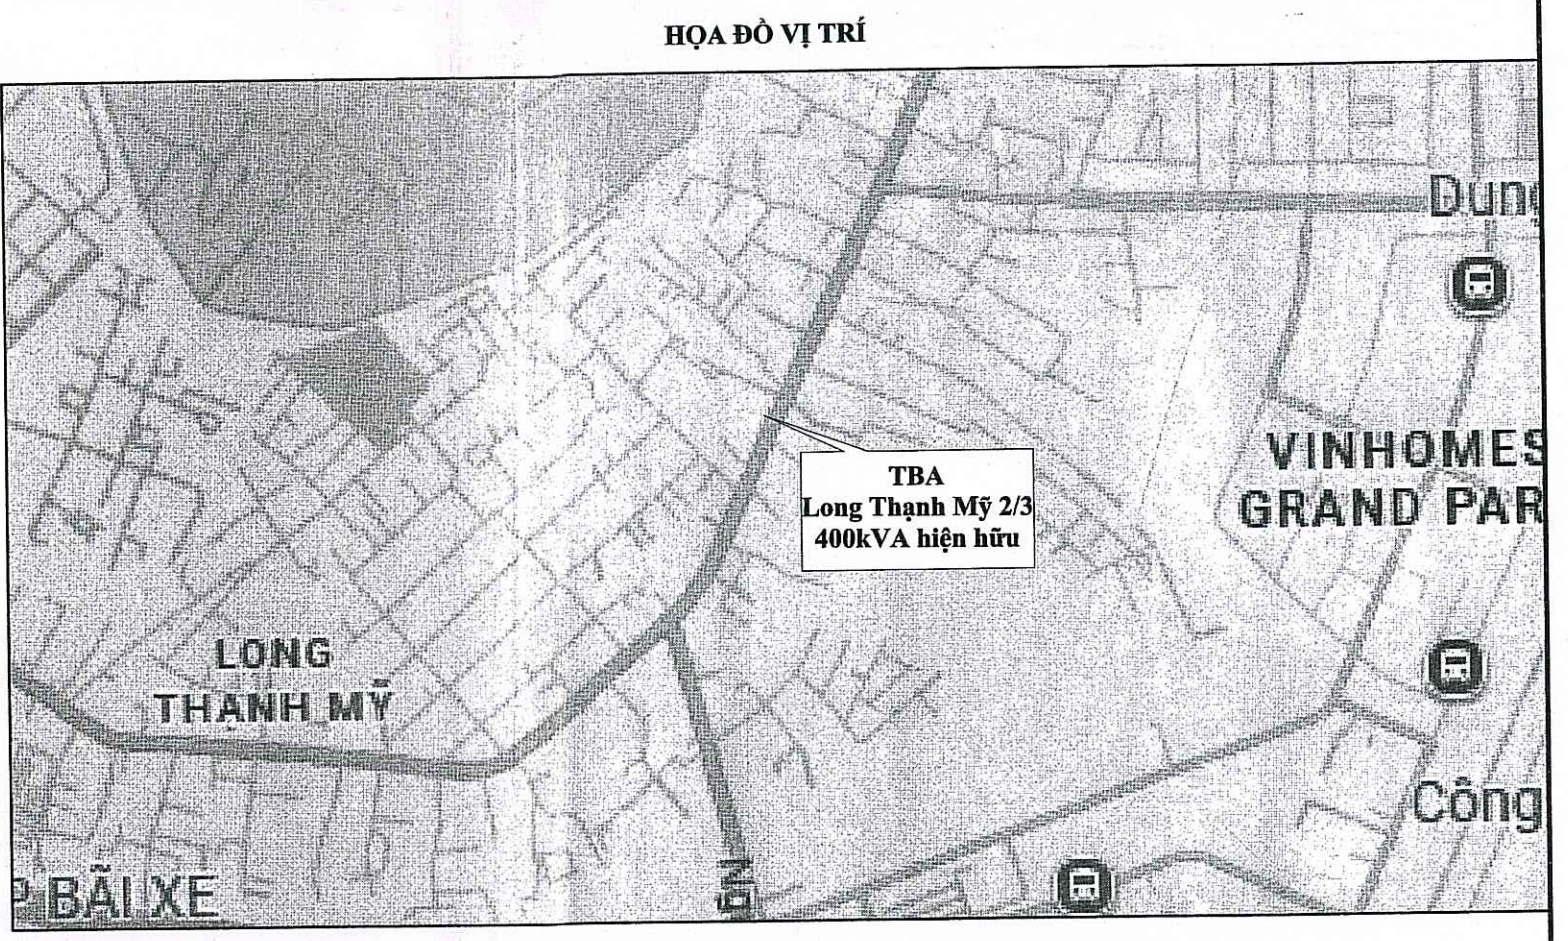 HỌA ĐỒ VỊ TRÍ
Dung
VINHOMES
GRAND PAR
TBA
Long Thạnh Mỹ 2/3
400kVA hiện hữu
LONG
THẠNH MỸ
Công
P BÃI XE